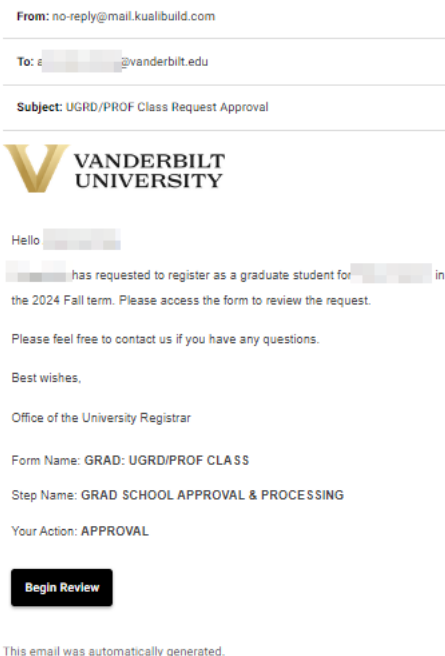 From: no-reply@mail.kualibuild.com
To: @vanderbilt.edu
Subject: UGRD/PROF Class Request Approval
VANDERBILT
UNIVERSITY
Hello
has requested to register as a graduate student for in
the 2024 Fall term. Please access the form to review the request.
Please feel free to contact us if you have any questions.
Best wishes,
Office of the University Registrar
Form Name: GRAD: UGRD/PROF CLASS
Step Name: GRAD SCHOOL APPROVAL & PROCESSING
Your Action: APPROVAL
Begin Review
This email was automatically generated.